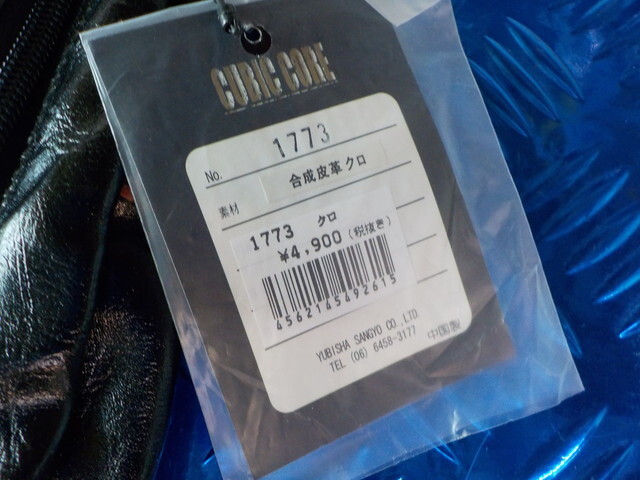 CUBIC CORE
No. 1773
素材 合成皮革 クロ
1773 クロ
¥4,900(税抜き)
4562145492615
YUBISHA SANGYO CO.,LTD
TEL (06) 6458-3177 中国製